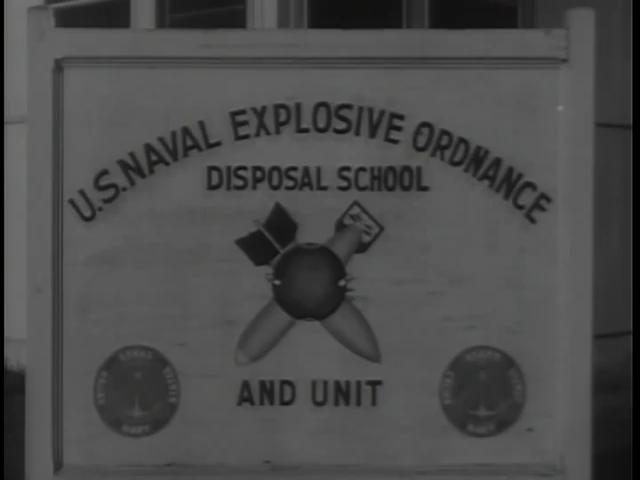 U.S. NAVAL EXPLOSIVE ORDNANCE
DISPOSAL SCHOOL
AND UNIT